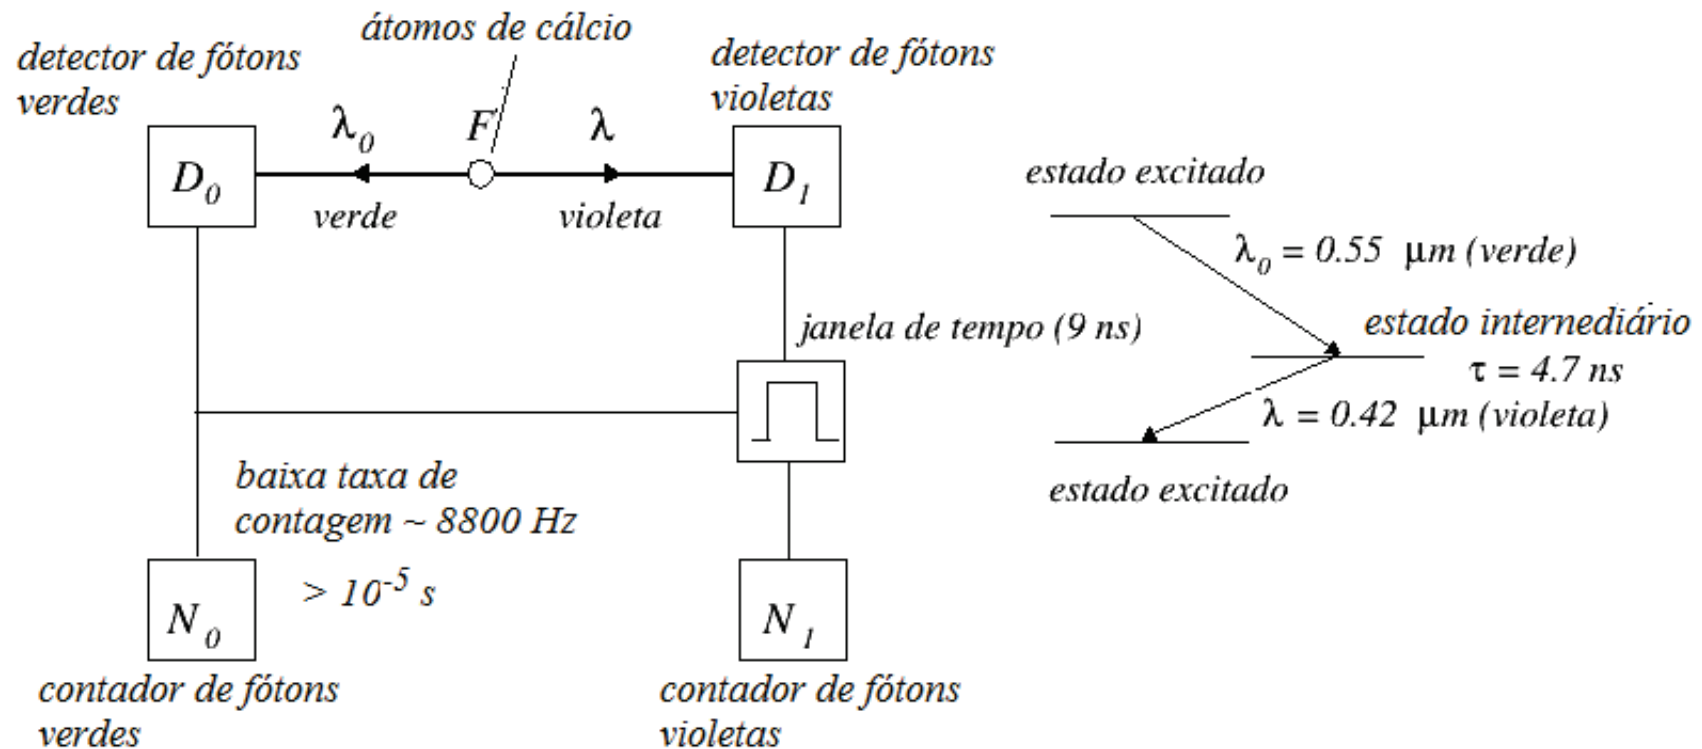 átomos de cálcio
detector de fótons
verdes
detector de fótons
violetas
λ₀
F
λ
D₀
D₁
verde
violeta
janela de tempo (9 ns)
baixa taxa de
contagem ~ 8800 Hz
> 10⁻⁵ s
N₀
N₁
contador de fótons
verdes
contador de fótons
violetas
estado excitado
λ₀ = 0.55 μm (verde)
estado internediário
τ = 4.7 ns
λ = 0.42 μm (violeta)
estado excitado